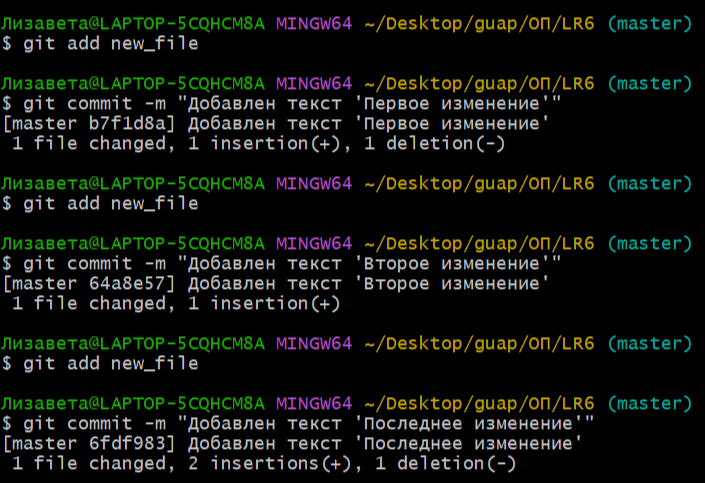 Лизавета@LAPTOP-5CQHCM8A MINGW64 ~/Desktop/guap/ОП/LR6 (master)
$ git add new_file
Лизавета@LAPTOP-5CQHCM8A MINGW64 ~/Desktop/guap/ОП/LR6 (master)
$ git commit -m "Добавлен текст 'Первое изменение'"
[master b7f1d8a] Добавлен текст 'Первое изменение'
 1 file changed, 1 insertion(+), 1 deletion(-)
Лизавета@LAPTOP-5CQHCM8A MINGW64 ~/Desktop/guap/ОП/LR6 (master)
$ git add new_file
Лизавета@LAPTOP-5CQHCM8A MINGW64 ~/Desktop/guap/ОП/LR6 (master)
$ git commit -m "Добавлен текст 'Второе изменение'"
[master 64a8e57] Добавлен текст 'Второе изменение'
 1 file changed, 1 insertion(+)
Лизавета@LAPTOP-5CQHCM8A MINGW64 ~/Desktop/guap/ОП/LR6 (master)
$ git add new_file
Лизавета@LAPTOP-5CQHCM8A MINGW64 ~/Desktop/guap/ОП/LR6 (master)
$ git commit -m "Добавлен текст 'Последнее изменение'"
[master 6fdf983] Добавлен текст 'Последнее изменение'
 1 file changed, 2 insertions(+), 1 deletion(-)